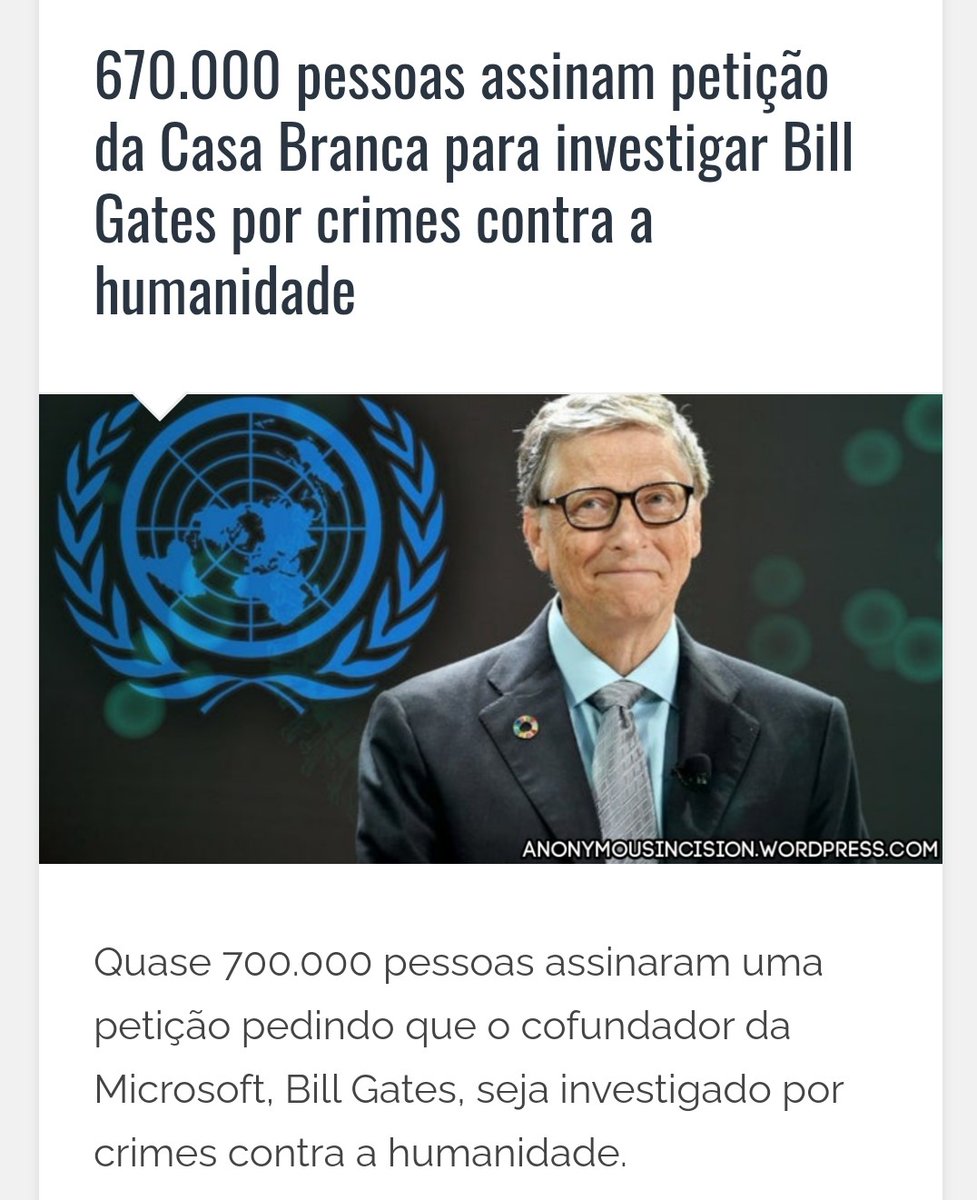 670.000 pessoas assinam petição
da Casa Branca para investigar Bill
Gates por crimes contra a
humanidade
ANONYMOUSINCISION.WORDPRESS.COM
Quase 700.000 pessoas assinaram uma
petição pedindo que o cofundador da
Microsoft, Bill Gates, seja investigado por
crimes contra a humanidade.